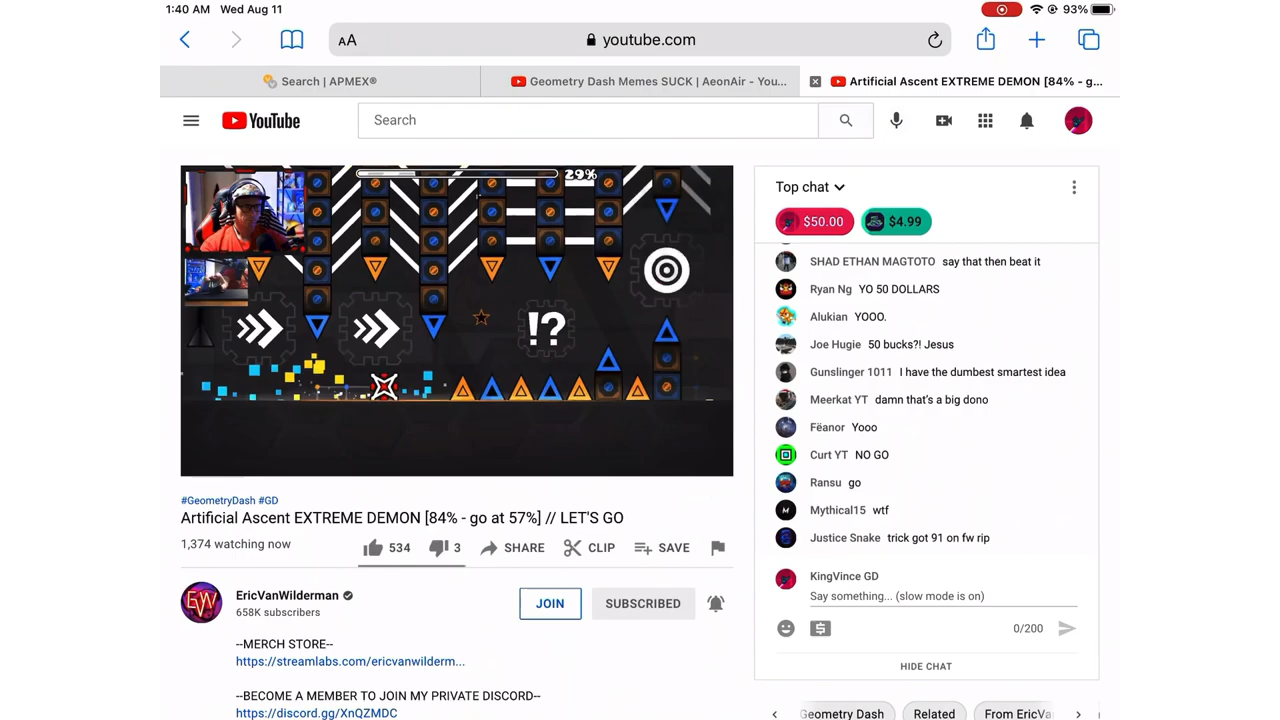 1:40 AM Wed Aug 11
93%
AA
youtube.com
Search | APMEX®
Geometry Dash Memes SUCK | AeonAir - You...
Artificial Ascent EXTREME DEMON [84% - g...
YouTube
Search
29%
!?
#GeometryDash #GD
Artificial Ascent EXTREME DEMON [84% - go at 57%] // LET'S GO
1,374 watching now
534
3
SHARE
CLIP
SAVE
EW
EricVanWilderman
658K subscribers
JOIN
SUBSCRIBED
--MERCH STORE--
https://streamlabs.com/ericvanwilderm...
--BECOME A MEMBER TO JOIN MY PRIVATE DISCORD--
https://discord.gg/XnQZMDC
Top chat
$50.00
$4.99
SHAD ETHAN MAGTOTO say that then beat it
Ryan Ng YO 50 DOLLARS
Alukian YOOO.
Joe Hugie 50 bucks?! Jesus
Gunslinger 1011 I have the dumbest smartest idea
Meerkat YT damn that's a big dono
Fëanor Yooo
Curt YT NO GO
Ransu go
Mythical15 wtf
Justice Snake trick got 91 on fw rip
KingVince GD
Say something... (slow mode is on)
0/200
HIDE CHAT
Geometry Dash
Related
From EricVa